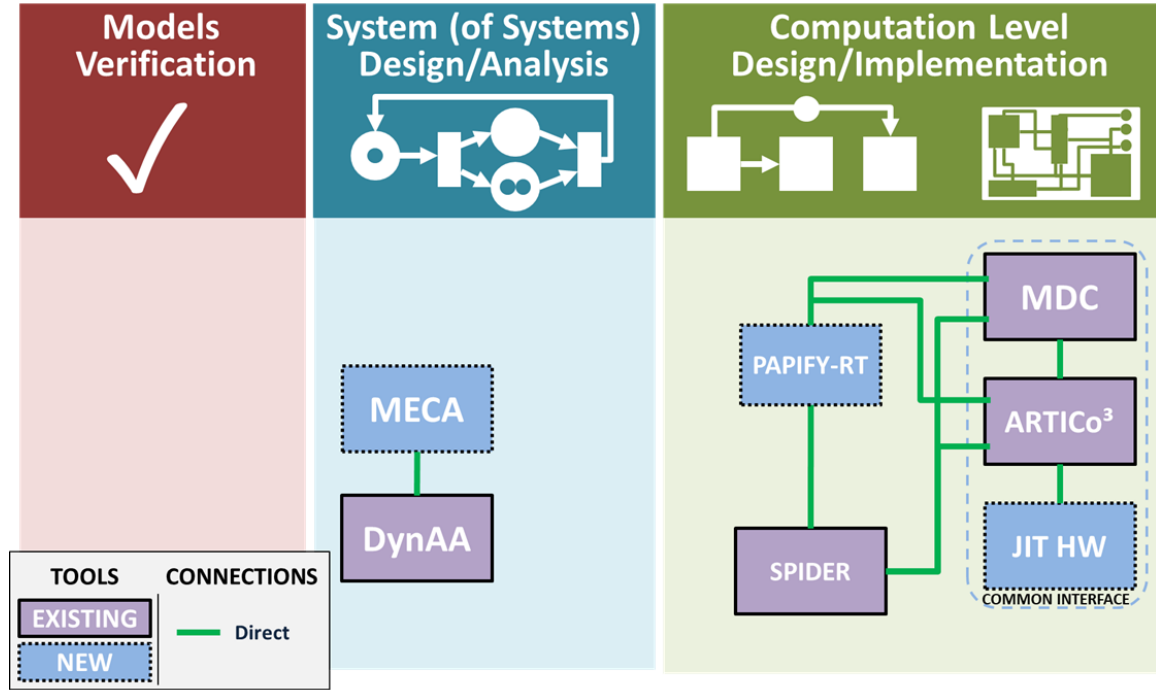 Models
Verification
System (of Systems)
Design/Analysis
Computation Level
Design/Implementation
MDC
PAPIFY-RT
MECA
ARTICo³
DynAA
SPIDER
JIT HW
COMMON INTERFACE
TOOLS
CONNECTIONS
EXISTING
Direct
NEW